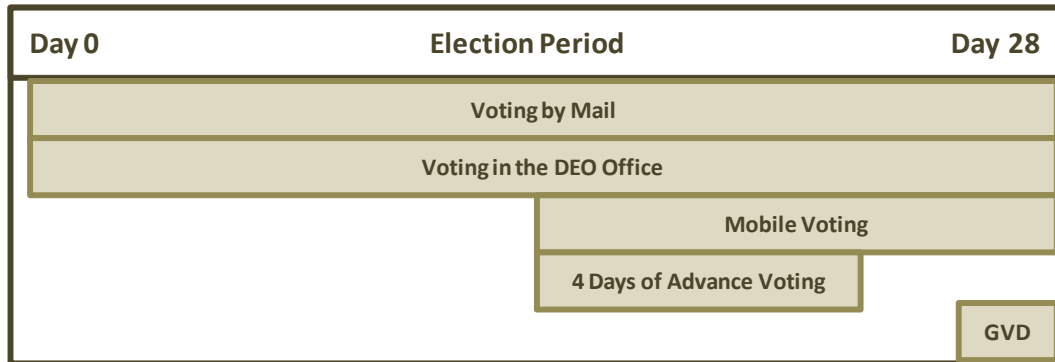 Day 0 Election Period Day 28
Voting by Mail
Voting in the DEO Office
Mobile Voting
4 Days of Advance Voting
GVD